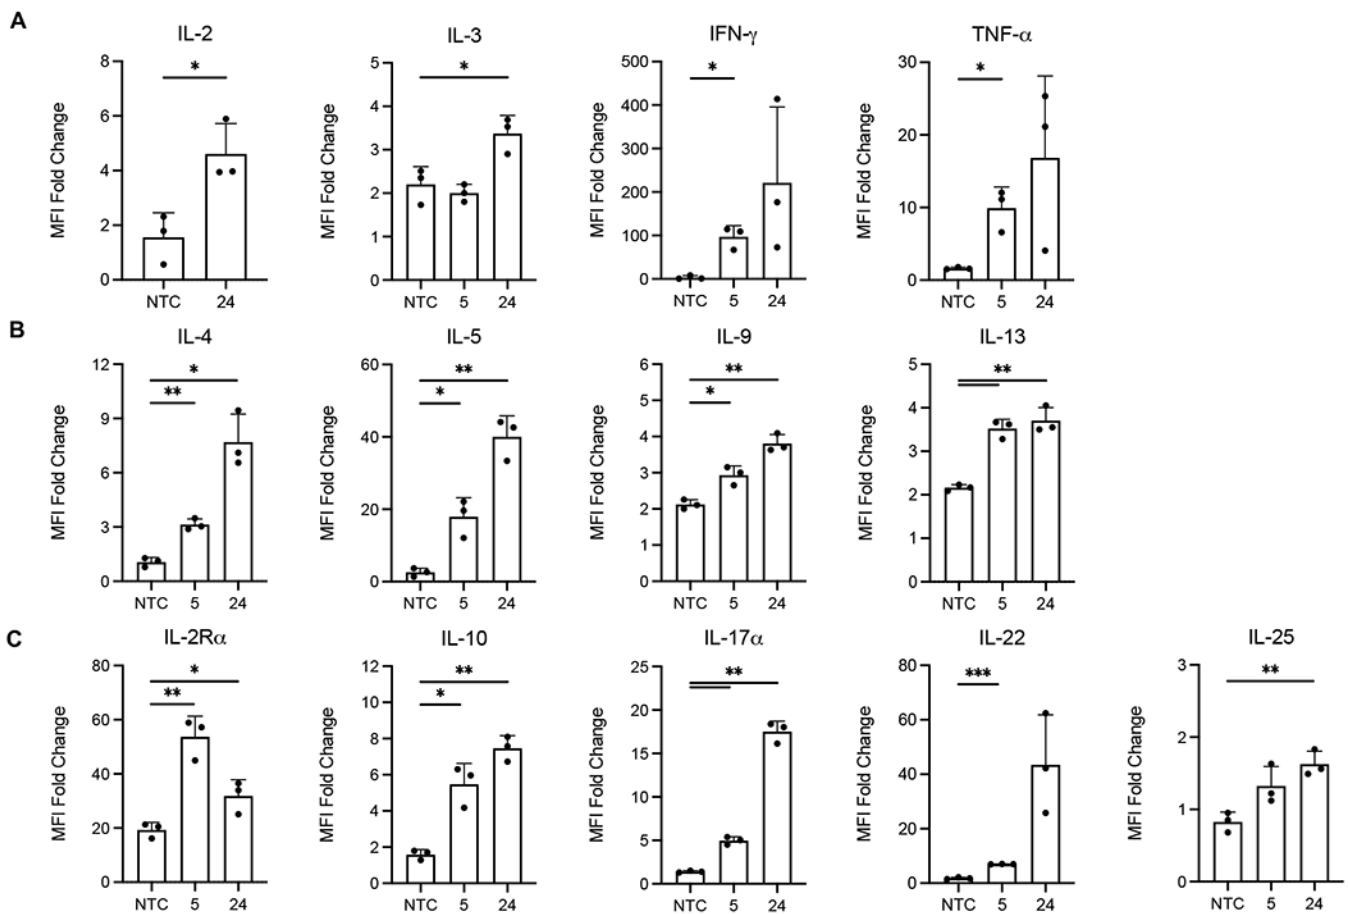 A
IL-2
IL-3
IFN-γ
TNF-α
MFI Fold Change
8
6
4
2
0
*
NTC 24
MFI Fold Change
5
4
3
2
1
0
*
NTC 5 24
MFI Fold Change
500
400
300
200
100
0
*
NTC 5 24
MFI Fold Change
30
20
10
0
*
NTC 5 24
B
IL-4
IL-5
IL-9
IL-13
MFI Fold Change
12
9
6
3
0
*
**
NTC 5 24
MFI Fold Change
60
40
20
0
**
*
NTC 5 24
MFI Fold Change
6
5
4
3
2
1
0
**
*
NTC 5 24
MFI Fold Change
5
4
3
2
1
0
**
NTC 5 24
C
IL-2Rα
IL-10
IL-17α
IL-22
IL-25
MFI Fold Change
80
60
40
20
0
*
**
NTC 5 24
MFI Fold Change
12
10
8
6
4
2
0
**
*
NTC 5 24
MFI Fold Change
25
20
15
10
5
0
**
NTC 5 24
MFI Fold Change
80
60
40
20
0
***
NTC 5 24
MFI Fold Change
3
2
1
0
**
NTC 5 24